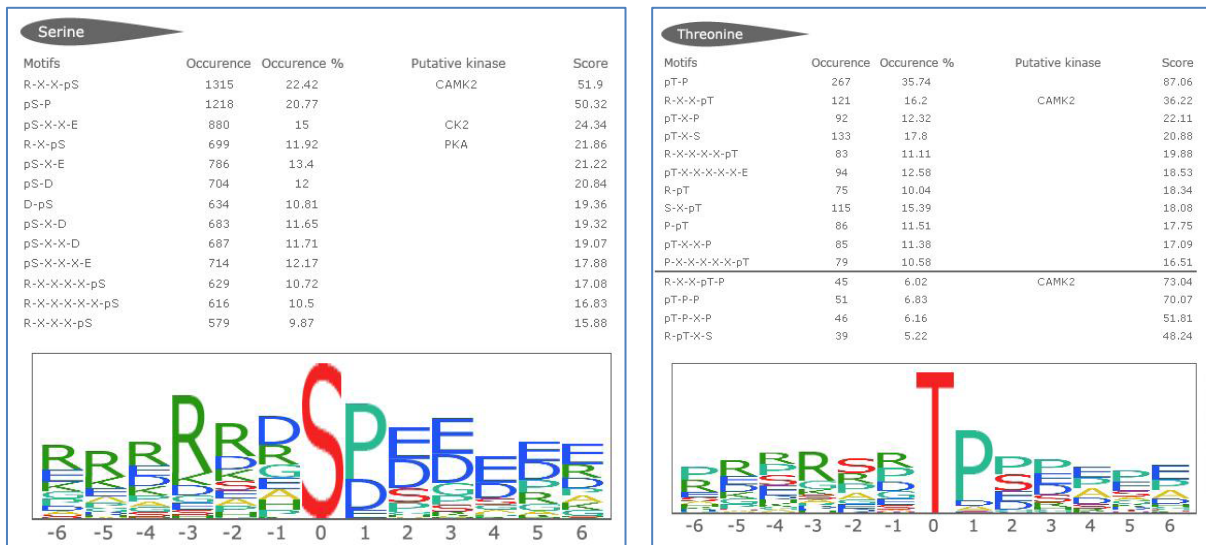 Serine
Motifs Occurence Occurence % Putative kinase Score
R-X-X-pS 1315 22.42 CAMK2 51.9
pS-P 1218 20.77 50.32
pS-X-X-E 880 15 CK2 24.34
R-X-pS 699 11.92 PKA 21.86
pS-X-E 786 13.4 21.22
pS-D 704 12 20.84
D-pS 634 10.81 19.36
pS-X-D 683 11.65 19.32
pS-X-X-D 687 11.71 19.07
pS-X-X-X-E 714 12.17 17.88
R-X-X-X-X-pS 629 10.72 17.08
R-X-X-X-X-X-pS 616 10.5 16.83
R-X-X-X-pS 579 9.87 15.88
-6 -5 -4 -3 -2 -1 0 1 2 3 4 5 6
Threonine
Motifs Occurence Occurence % Putative kinase Score
pT-P 267 35.74 87.06
R-X-X-pT 121 16.2 CAMK2 36.22
pT-X-P 92 12.32 22.11
pT-X-S 133 17.8 20.88
R-X-X-X-X-pT 83 11.11 19.88
pT-X-X-X-X-X-E 94 12.58 18.53
R-pT 75 10.04 18.34
S-X-pT 115 15.39 18.08
P-pT 86 11.51 17.75
pT-X-X-P 85 11.38 17.09
P-X-X-X-X-X-pT 79 10.58 16.51
R-X-X-pT-P 45 6.02 CAMK2 73.04
pT-P-P 51 6.83 70.07
pT-P-X-P 46 6.16 51.81
R-pT-X-S 39 5.22 48.24
-6 -5 -4 -3 -2 -1 0 1 2 3 4 5 6